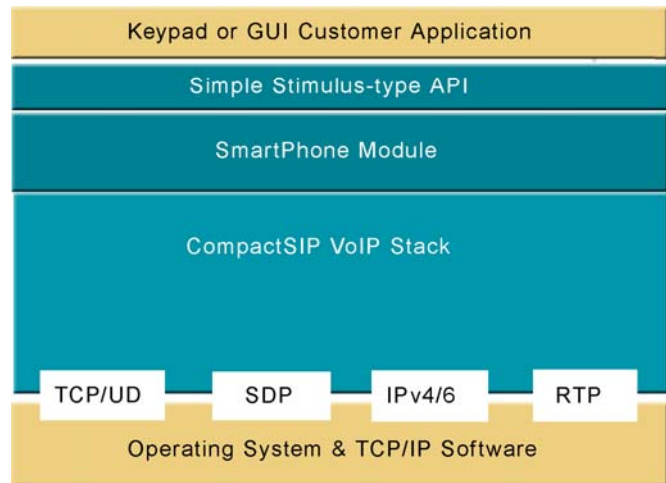 Keypad or GUI Customer Application
Simple Stimulus-type API
SmartPhone Module
CompactSIP VoIP Stack
TCP/UD SDP IPv4/6 RTP
Operating System & TCP/IP Software